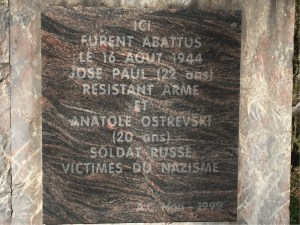 ICI
FURENT ABATTUS
LE 16 AOUT 1944
JOSE PAUL (22 ans)
RESISTANT ARME
ET
ANATOLE OSTREVSKI
(20 ans)
SOLDAT RUSSE
VICTIMES DU NAZISME
1999